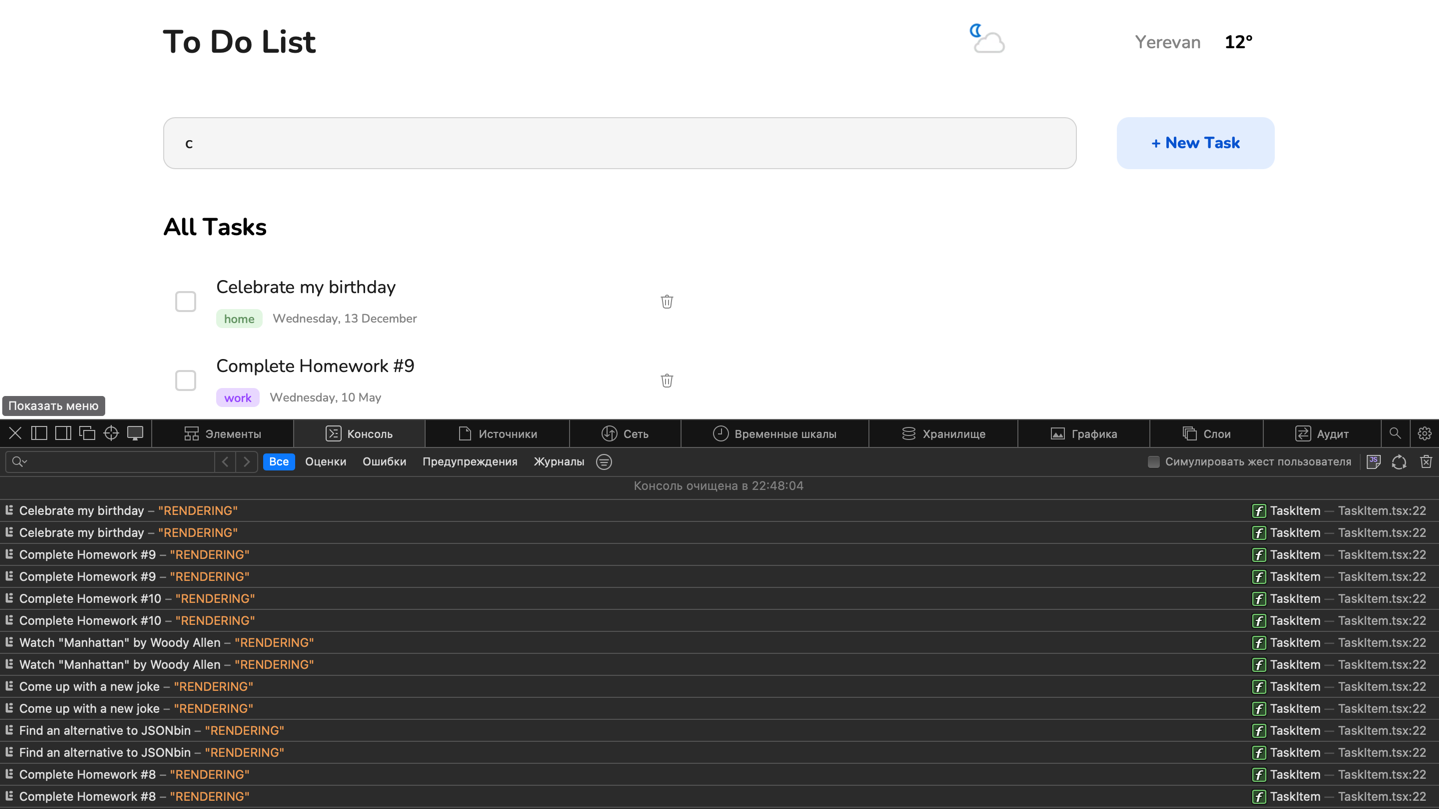 To Do List
Yerevan 12°
c
+ New Task
All Tasks
Celebrate my birthday
home Wednesday, 13 December
Complete Homework #9
work Wednesday, 10 May
Показать меню
Элементы Консоль Источники Сеть Временные шкалы Хранилище Графика Слои Аудит
Все Оценки Ошибки Предупреждения Журналы Симулировать жест пользователя
Консоль очищена в 22:48:04
Celebrate my birthday – "RENDERING" f TaskItem — TaskItem.tsx:22
Celebrate my birthday – "RENDERING" f TaskItem — TaskItem.tsx:22
Complete Homework #9 – "RENDERING" f TaskItem — TaskItem.tsx:22
Complete Homework #9 – "RENDERING" f TaskItem — TaskItem.tsx:22
Complete Homework #10 – "RENDERING" f TaskItem — TaskItem.tsx:22
Complete Homework #10 – "RENDERING" f TaskItem — TaskItem.tsx:22
Watch "Manhattan" by Woody Allen – "RENDERING" f TaskItem — TaskItem.tsx:22
Watch "Manhattan" by Woody Allen – "RENDERING" f TaskItem — TaskItem.tsx:22
Come up with a new joke – "RENDERING" f TaskItem — TaskItem.tsx:22
Come up with a new joke – "RENDERING" f TaskItem — TaskItem.tsx:22
Find an alternative to JSONbin – "RENDERING" f TaskItem — TaskItem.tsx:22
Find an alternative to JSONbin – "RENDERING" f TaskItem — TaskItem.tsx:22
Complete Homework #8 – "RENDERING" f TaskItem — TaskItem.tsx:22
Complete Homework #8 – "RENDERING" f TaskItem — TaskItem.tsx:22